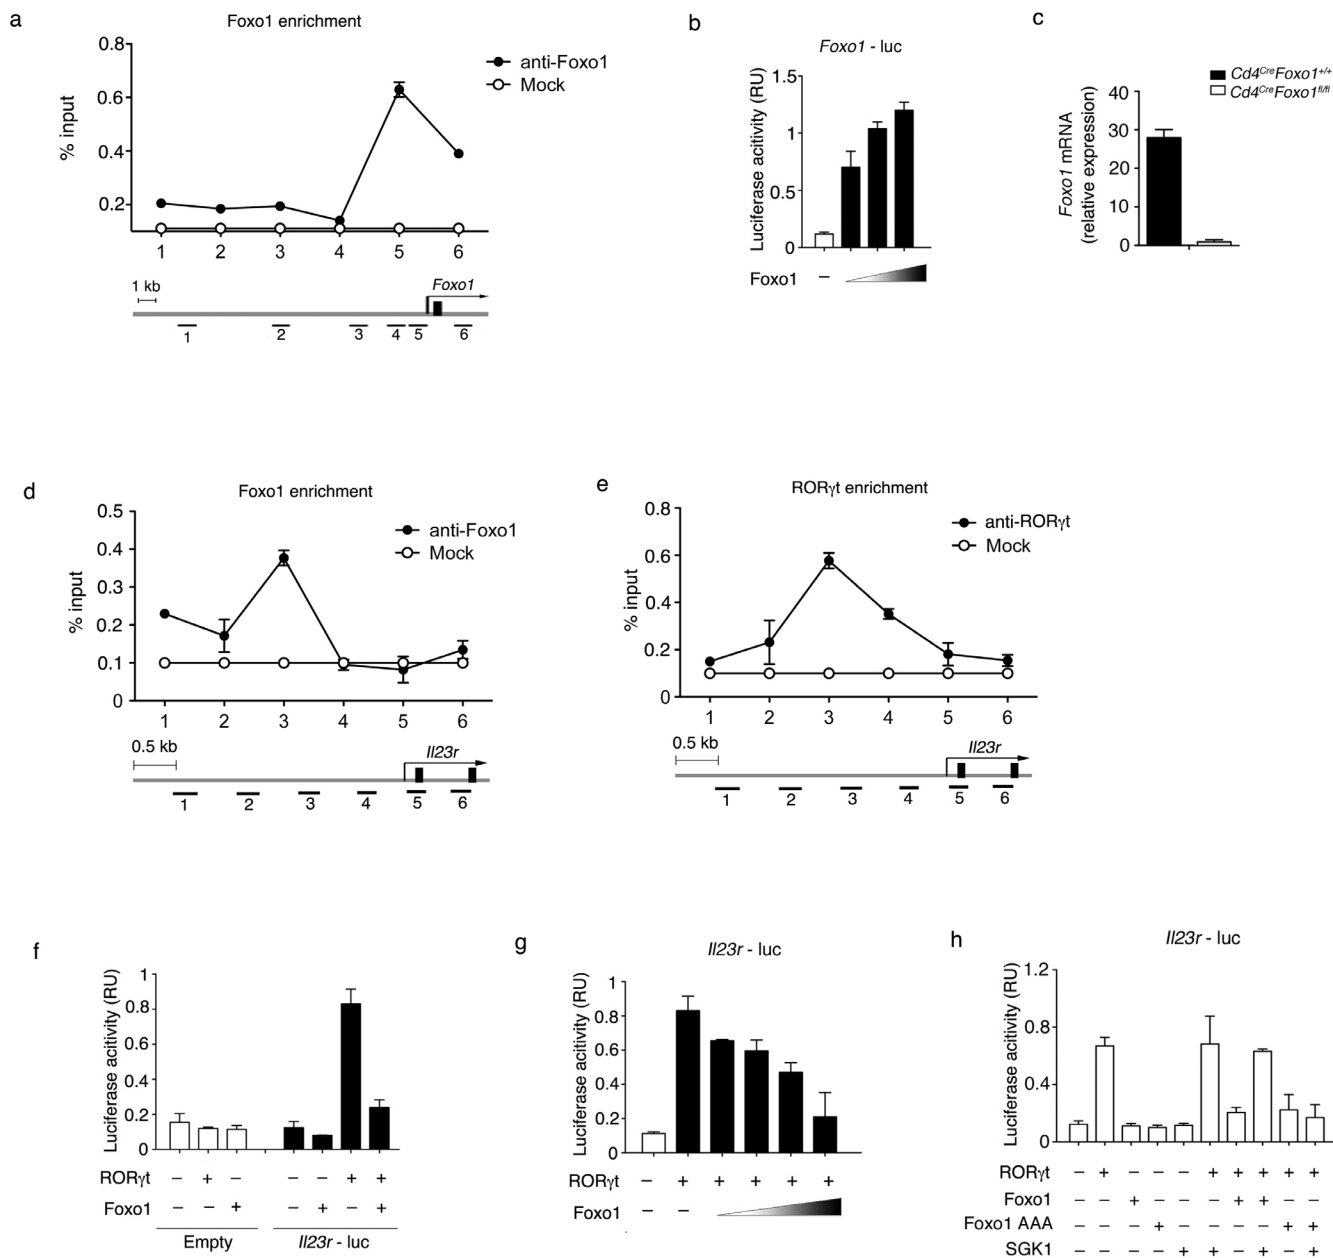 a
Foxo1 enrichment
0.8
0.6
0.4
0.2
% input
anti-Foxo1
Mock
1 2 3 4 5 6
1 kb
Foxo1
1 2 3 4 5 6
b
Foxo1 - luc
Luciferase acitivity (RU)
1.5
1
0.5
0
Foxo1 –
c
Cd4CreFoxo1+/+
Cd4CreFoxo1fl/fl
Foxo1 mRNA
(relative expression)
40
30
20
10
0
d
Foxo1 enrichment
0.5
0.4
0.3
0.2
0.1
0
% input
anti-Foxo1
Mock
1 2 3 4 5 6
0.5 kb
Il23r
1 2 3 4 5 6
e
RORγt enrichment
0.8
0.6
0.4
0.2
0
% input
anti-RORγt
Mock
1 2 3 4 5 6
0.5 kb
Il23r
1 2 3 4 5 6
f
Luciferase acitivity (RU)
1
0.8
0.6
0.4
0.2
0
RORγt – + – – – + +
Foxo1 – – + – + – +
Empty Il23r - luc
g
Il23r - luc
Luciferase acitivity (RU)
1
0.8
0.6
0.4
0.2
0
RORγt – + + + + +
Foxo1 – –
h
Il23r - luc
Luciferase acitivity (RU)
1.2
0.8
0.4
0
RORγt – + – – – + + + + +
Foxo1 – – + – – – + + – –
Foxo1 AAA – – – + – – – – + +
SGK1 – – – – + + – + – +